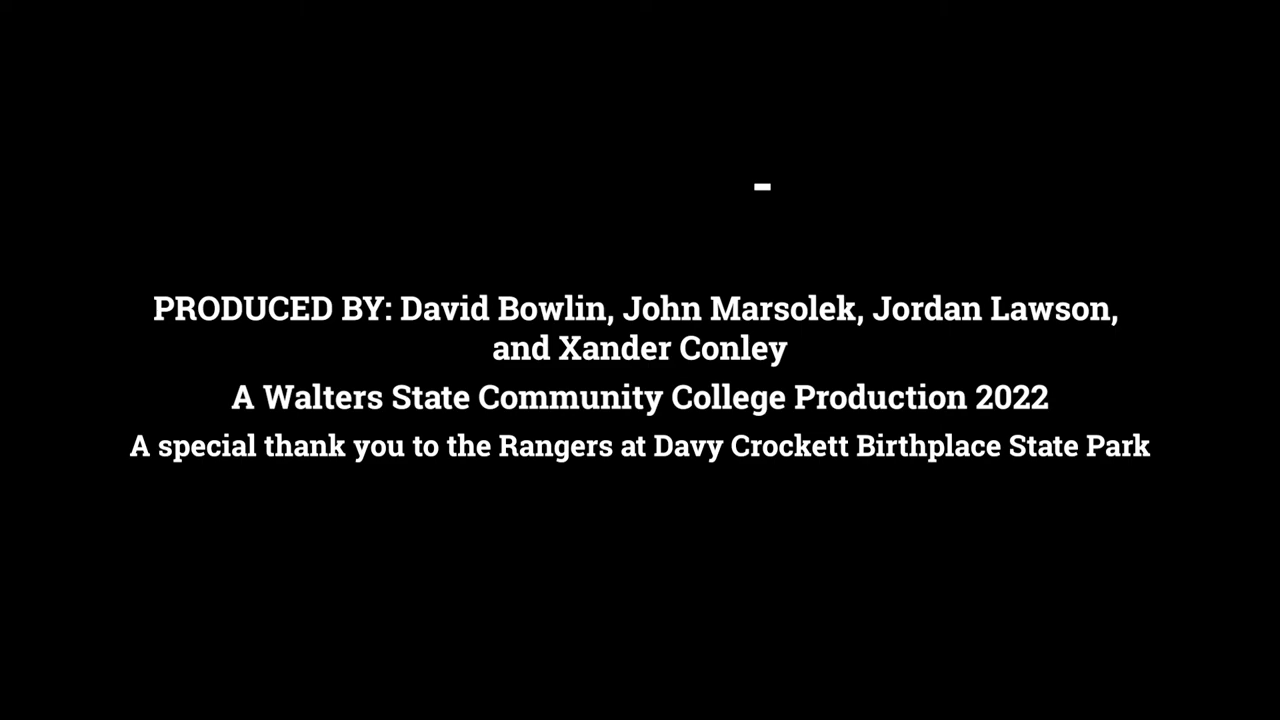 -
PRODUCED BY: David Bowlin, John Marsolek, Jordan Lawson,
and Xander Conley
A Walters State Community College Production 2022
A special thank you to the Rangers at Davy Crockett Birthplace State Park